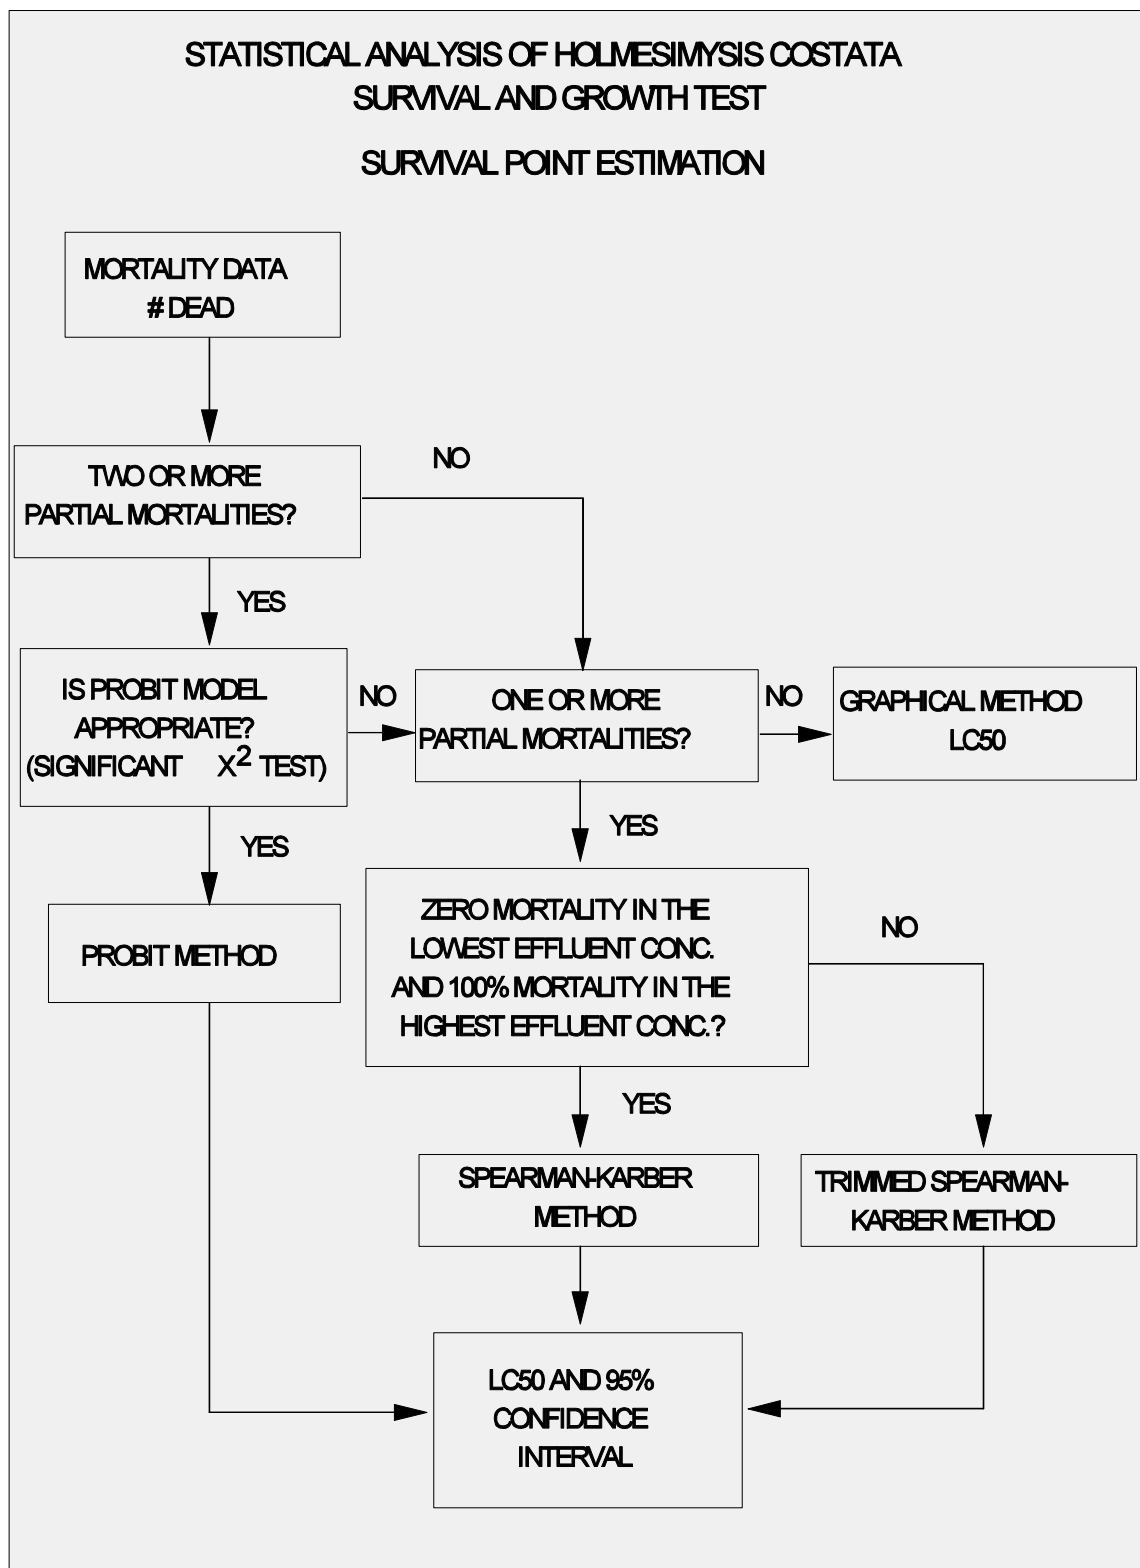 STATISTICAL ANALYSIS OF HOLMESIMYSIS COSTATA
SURVIVAL AND GROWTH TEST
SURVIVAL POINT ESTIMATION
MORTALITY DATA
# DEAD
TWO OR MORE
PARTIAL MORTALITIES?
NO
YES
IS PROBIT MODEL
APPROPRIATE?
(SIGNIFICANT X² TEST)
NO
ONE OR MORE
PARTIAL MORTALITIES?
NO
GRAPHICAL METHOD
LC50
YES
YES
PROBIT METHOD
ZERO MORTALITY IN THE
LOWEST EFFLUENT CONC.
AND 100% MORTALITY IN THE
HIGHEST EFFLUENT CONC.?
NO
YES
SPEARMAN-KARBER
METHOD
TRIMMED SPEARMAN-
KARBER METHOD
LC50 AND 95%
CONFIDENCE
INTERVAL